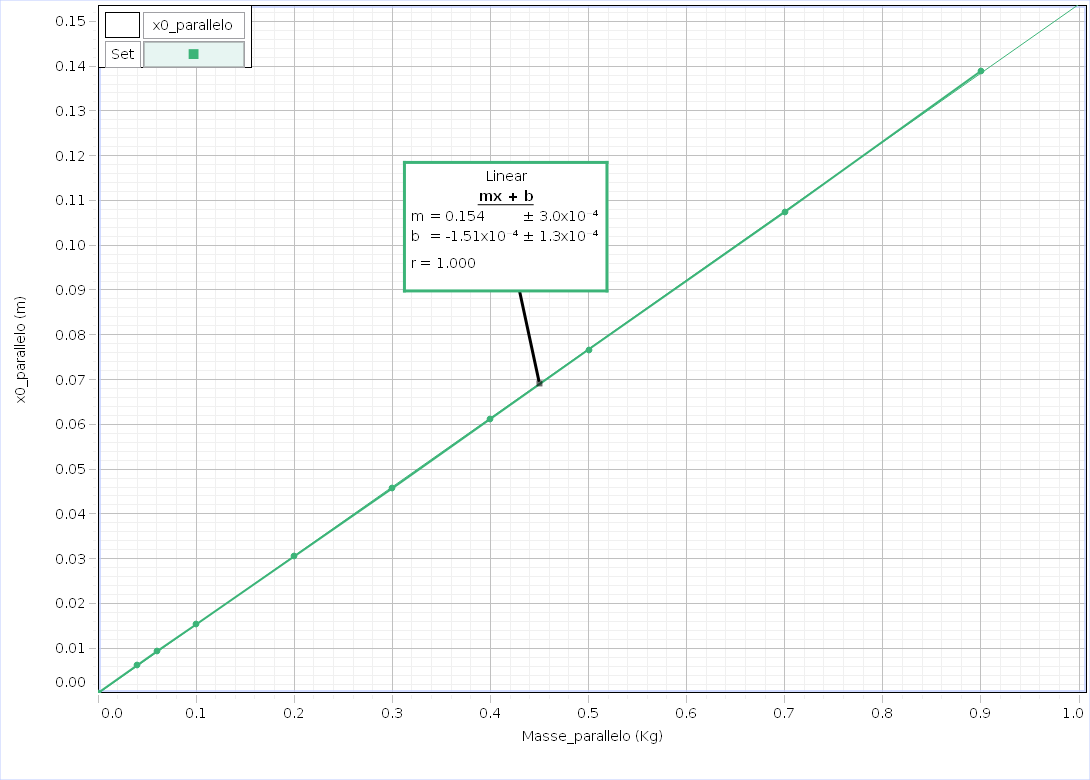 x0_parallelo
Set
0.15
0.14
0.13
0.12
0.11
0.10
0.09
0.08
0.07
0.06
0.05
0.04
0.03
0.02
0.01
0.00
x0_parallelo (m)
Linear
mx + b
m = 0.154 ± 3.0x10⁻⁴
b = -1.51x10⁻⁴ ± 1.3x10⁻⁴
r = 1.000
0.0 0.1 0.2 0.3 0.4 0.5 0.6 0.7 0.8 0.9 1.0
Masse_parallelo (Kg)